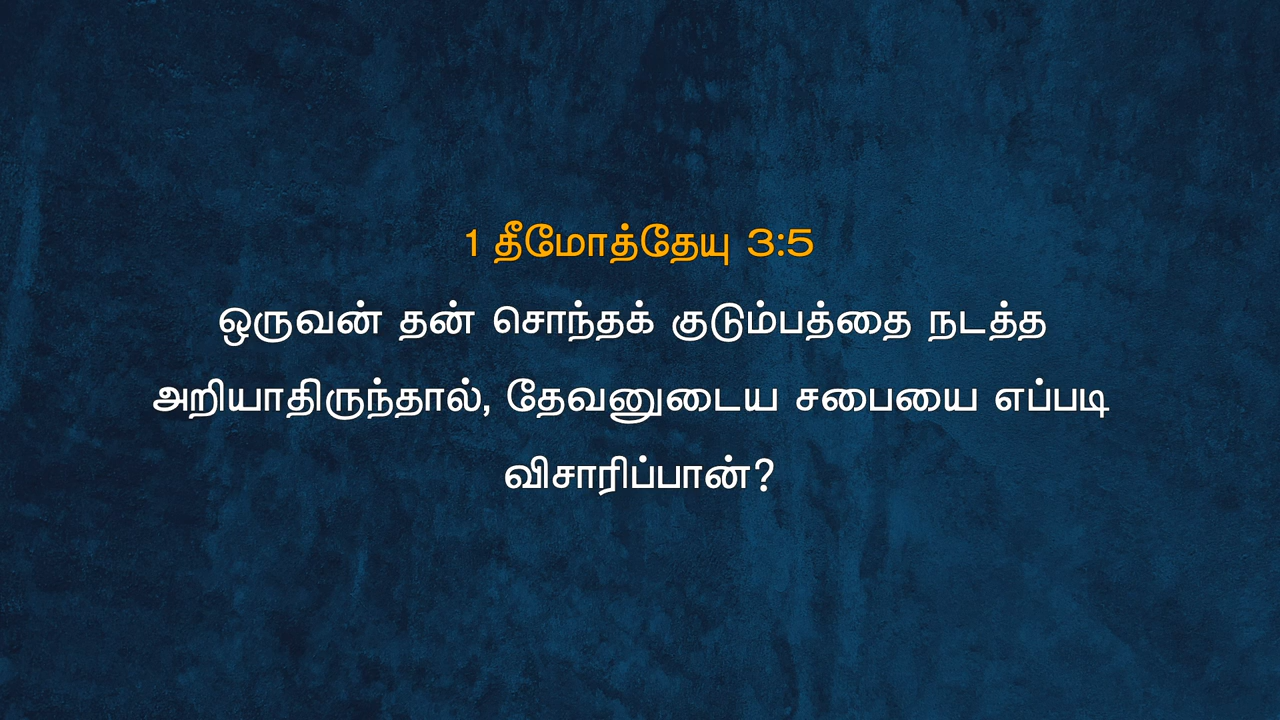 1 தீமோத்தேயு 3:5
ஒருவன் தன் சொந்தக் குடும்பத்தை நடத்த
அறியாதிருந்தால், தேவனுடைய சபையை எப்படி
விசாரிப்பான்?